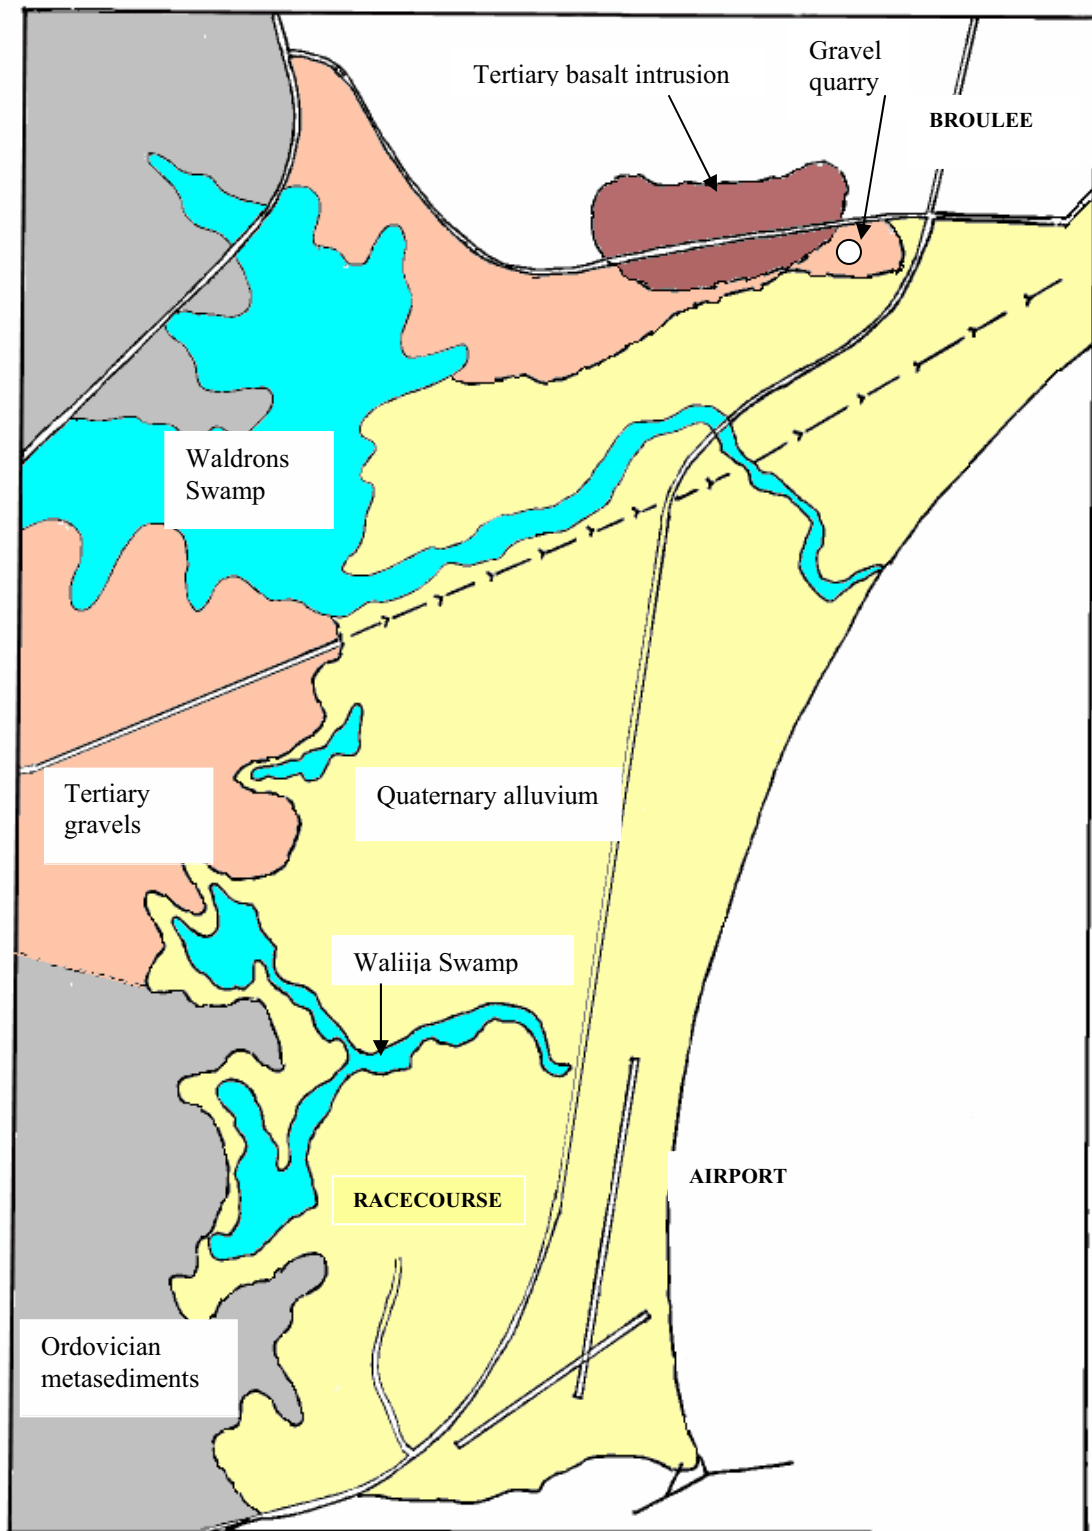 Tertiary basalt intrusion
Gravel
quarry
BROULEE
Waldrons
Swamp
Tertiary
gravels
Quaternary alluvium
Waliija Swamp
RACECOURSE
AIRPORT
Ordovician
metasediments